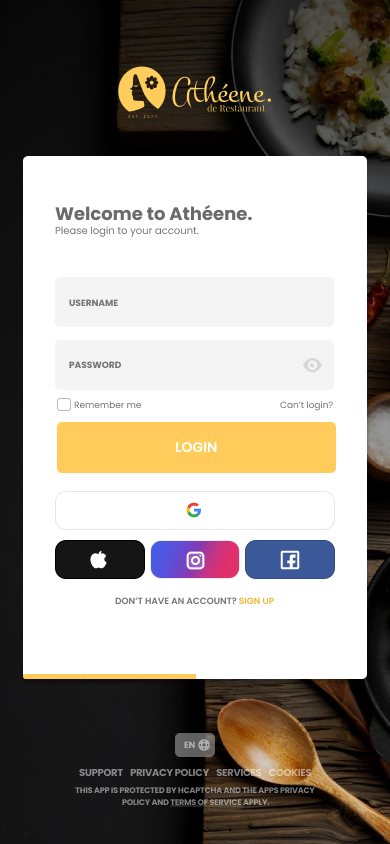 Athéene.
de Restaurant
EST. 1877
Welcome to Athéene.
Please login to your account.
USERNAME
PASSWORD
Remember me Can't login?
LOGIN
DON'T HAVE AN ACCOUNT? SIGN UP
EN
SUPPORT PRIVACY POLICY SERVICES COOKIES
THIS APP IS PROTECTED BY HCAPTCHA AND THE APPS PRIVACY
POLICY AND TERMS OF SERVICE APPLY.